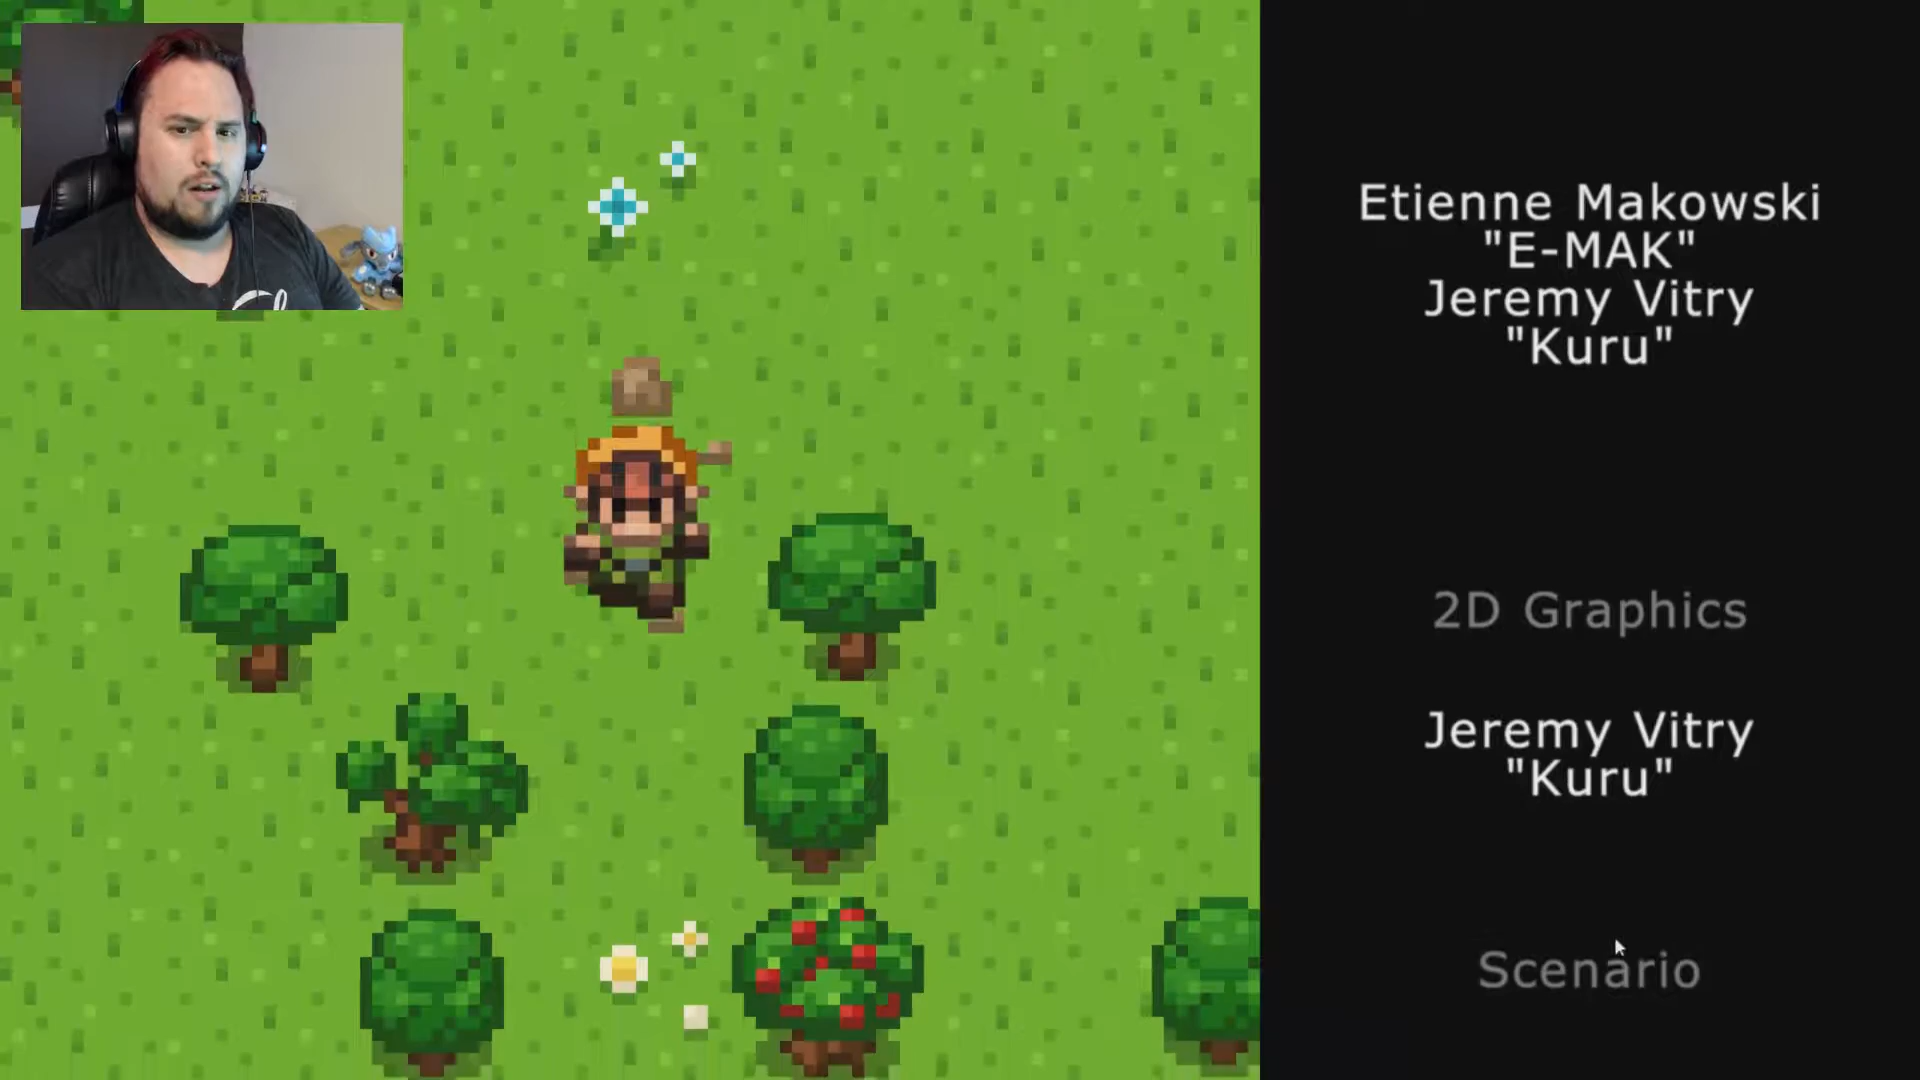 Etienne Makowski
"E-MAK"
Jeremy Vitry
"Kuru"
2D Graphics
Jeremy Vitry
"Kuru"
Scenario